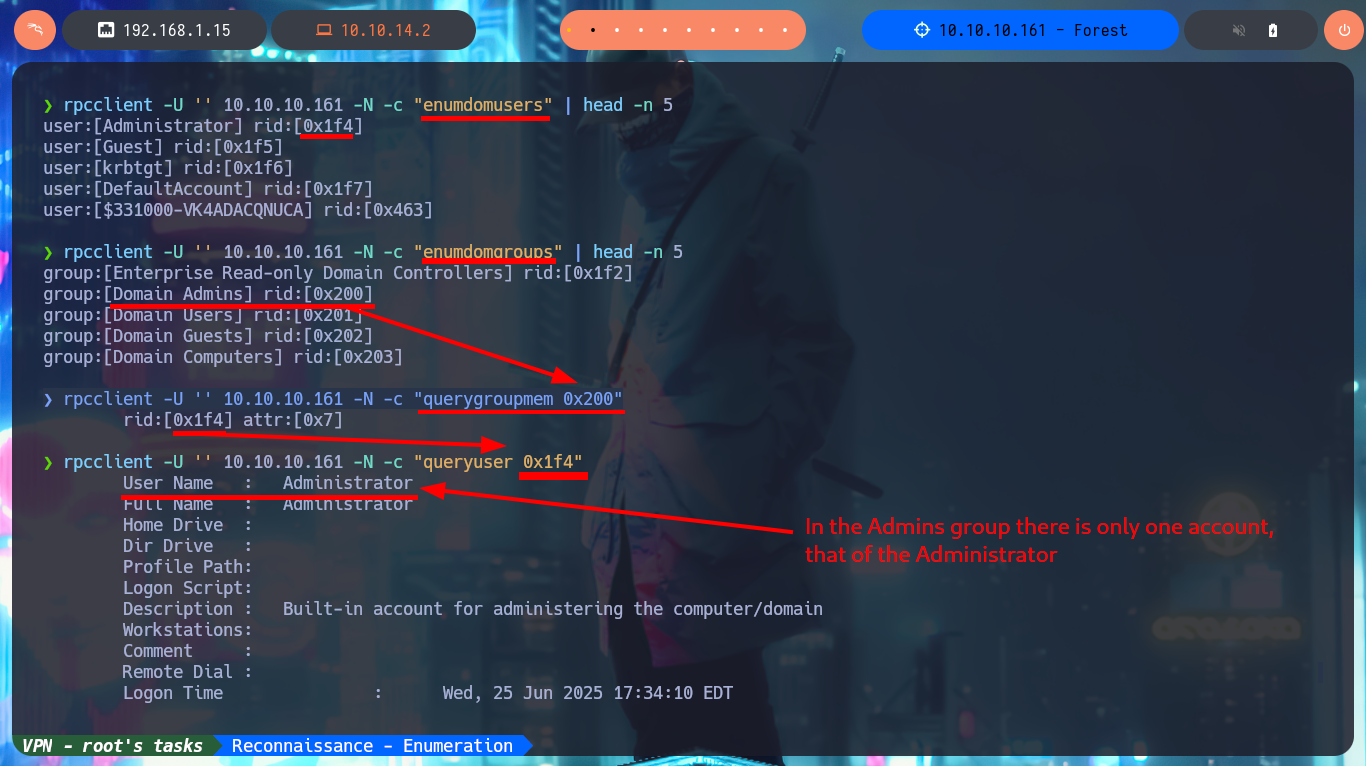 192.168.1.15
10.10.14.2
10.10.10.161 - Forest
❯ rpcclient -U '' 10.10.10.161 -N -c "enumdomusers" | head -n 5
user:[Administrator] rid:[0x1f4]
user:[Guest] rid:[0x1f5]
user:[krbtgt] rid:[0x1f6]
user:[DefaultAccount] rid:[0x1f7]
user:[$331000-VK4ADACQNUCA] rid:[0x463]
❯ rpcclient -U '' 10.10.10.161 -N -c "enumdomgroups" | head -n 5
group:[Enterprise Read-only Domain Controllers] rid:[0x1f2]
group:[Domain Admins] rid:[0x200]
group:[Domain Users] rid:[0x201]
group:[Domain Guests] rid:[0x202]
group:[Domain Computers] rid:[0x203]
❯ rpcclient -U '' 10.10.10.161 -N -c "querygroupmem 0x200"
rid:[0x1f4] attr:[0x7]
❯ rpcclient -U '' 10.10.10.161 -N -c "queryuser 0x1f4"
User Name   :   Administrator
Full Name   :   Administrator
Home Drive  :
Dir Drive   :
Profile Path:
Logon Script:
Description :   Built-in account for administering the computer/domain
Workstations:
Comment     :
Remote Dial :
Logon Time               :      Wed, 25 Jun 2025 17:34:10 EDT
In the Admins group there is only one account,
that of the Administrator
VPN - root's tasks
Reconnaissance - Enumeration